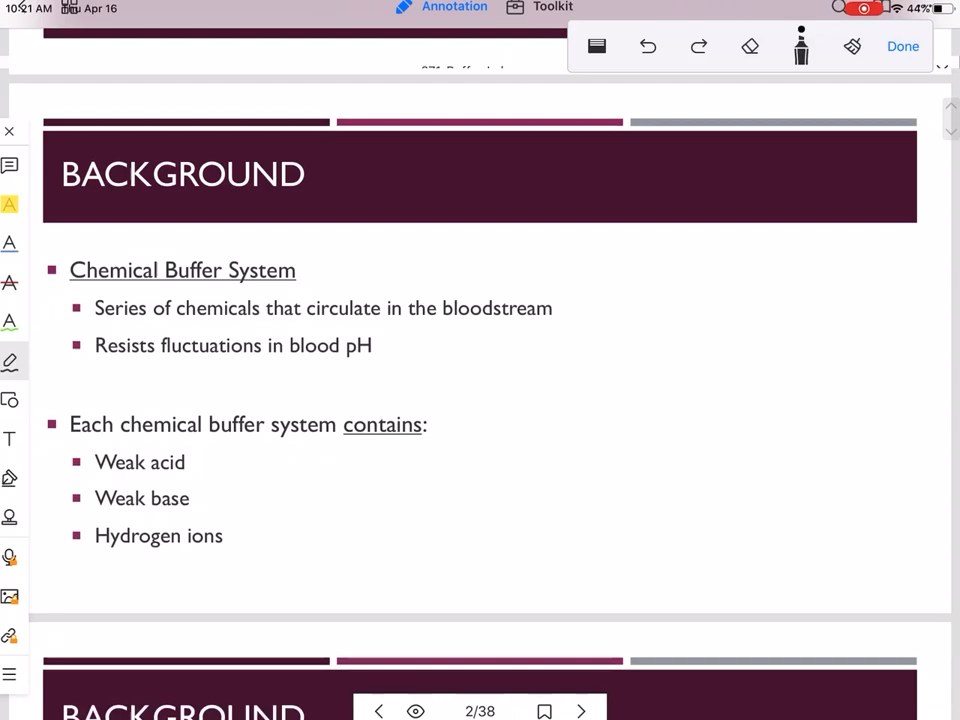 10:21 AM Thu Apr 16
Annotation
Toolkit
44%
Done
BACKGROUND
Chemical Buffer System
Series of chemicals that circulate in the bloodstream
Resists fluctuations in blood pH
Each chemical buffer system contains:
Weak acid
Weak base
Hydrogen ions
BACKGROUND
2/38